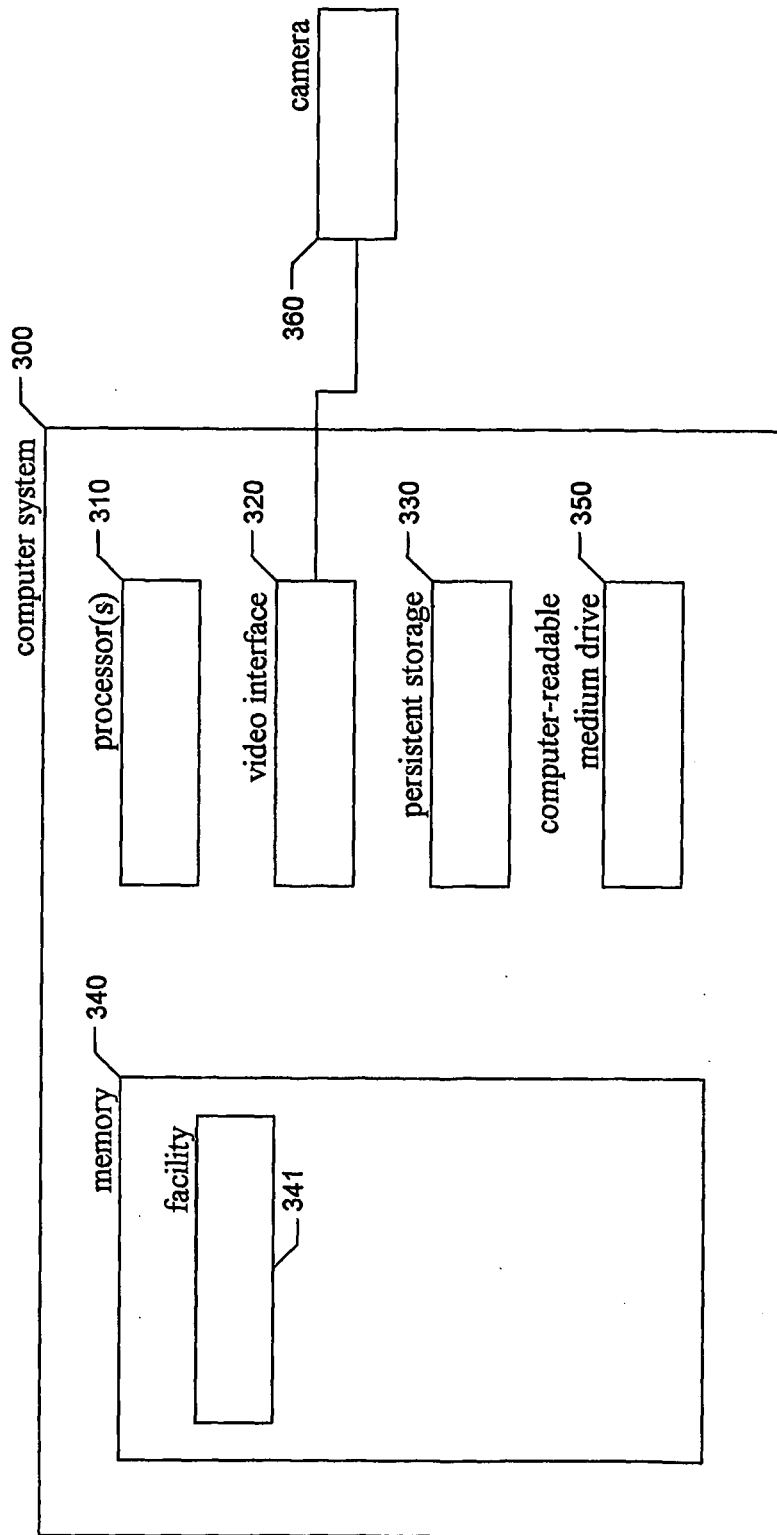 computer system
300
memory
340
facility
341
processor(s)
310
video interface
320
persistent storage
330
computer-readable
medium drive
350
camera
360